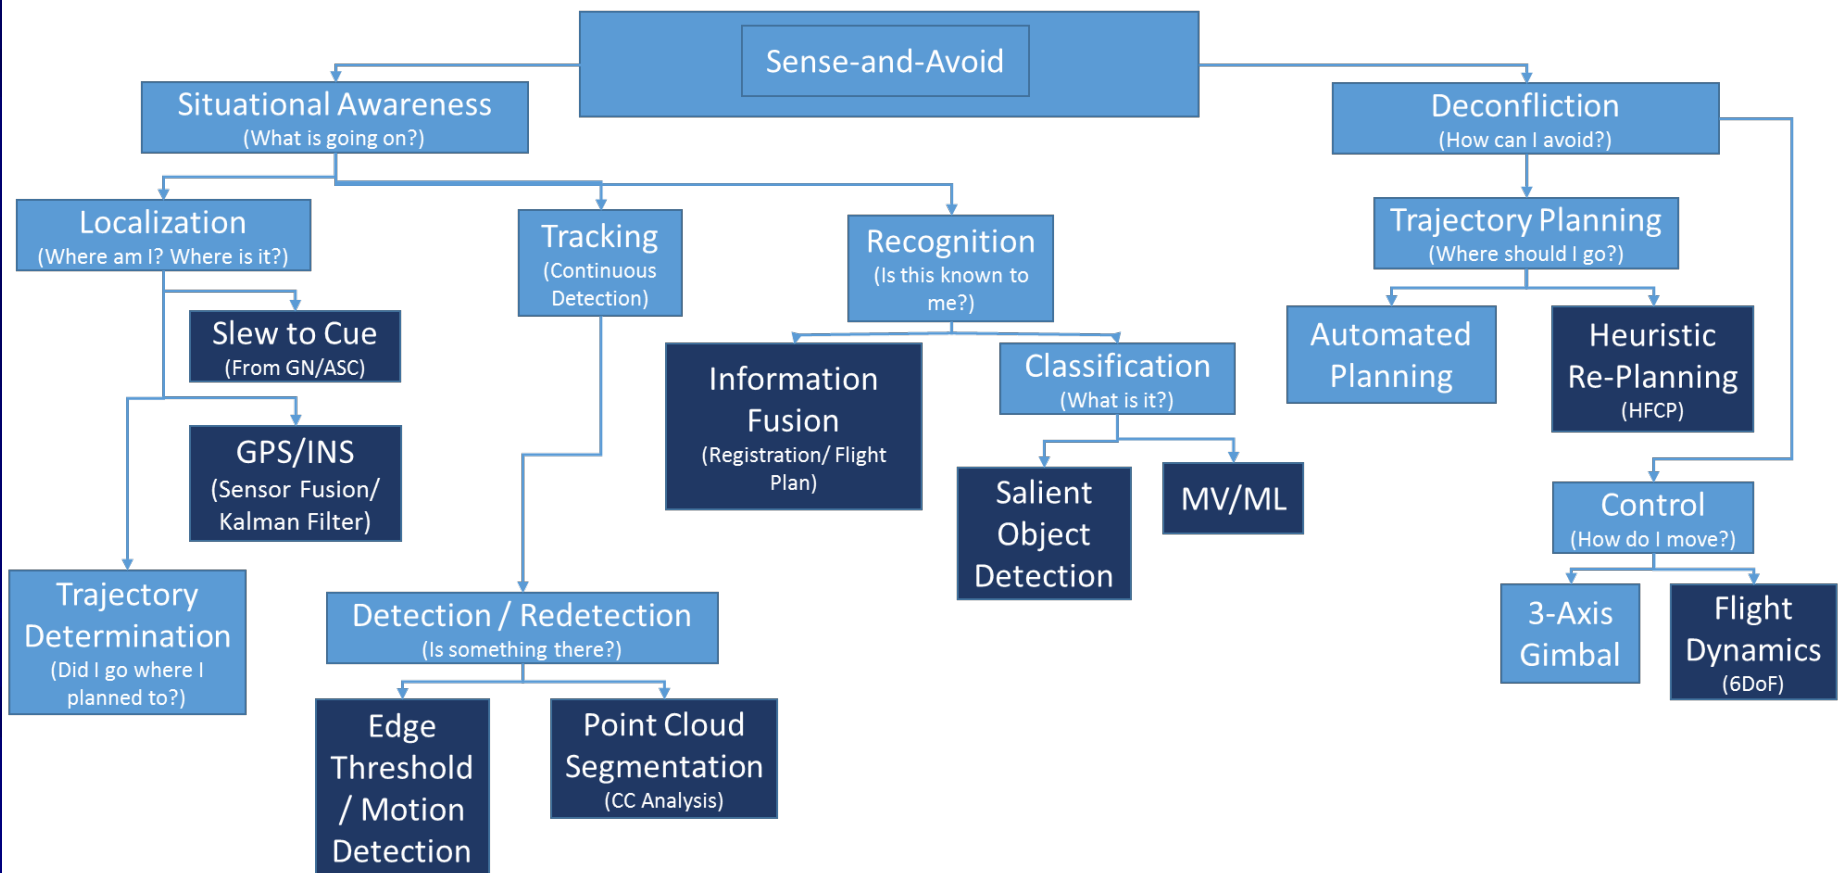 Sense-and-Avoid
Situational Awareness
(What is going on?)
Deconfliction
(How can I avoid?)
Localization
(Where am I? Where is it?)
Tracking
(Continuous
Detection)
Recognition
(Is this known to
me?)
Trajectory Planning
(Where should I go?)
Slew to Cue
(From GN/ASC)
Information
Fusion
(Registration/ Flight
Plan)
Classification
(What is it?)
Automated
Planning
Heuristic
Re-Planning
(HFCP)
GPS/INS
(Sensor Fusion/
Kalman Filter)
Salient
Object
Detection
MV/ML
Control
(How do I move?)
Trajectory
Determination
(Did I go where I
planned to?)
Detection / Redetection
(Is something there?)
3-Axis
Gimbal
Flight
Dynamics
(6DoF)
Edge
Threshold
/ Motion
Detection
Point Cloud
Segmentation
(CC Analysis)